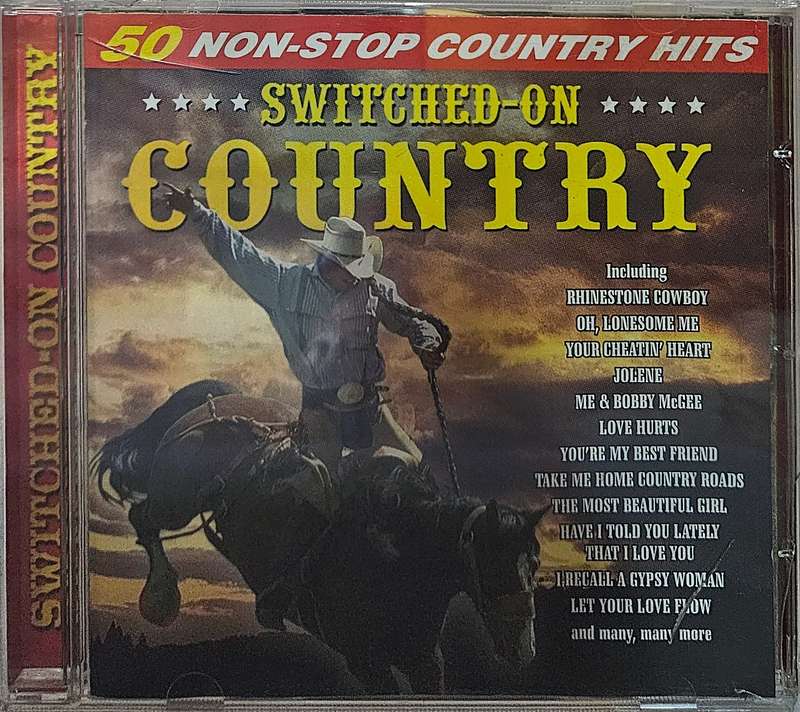 50 NON-STOP COUNTRY HITS
SWITCHED-ON
COUNTRY
Including
RHINESTONE COWBOY
OH, LONESOME ME
YOUR CHEATIN' HEART
JOLENE
ME & BOBBY McGEE
LOVE HURTS
YOU'RE MY BEST FRIEND
TAKE ME HOME COUNTRY ROADS
THE MOST BEAUTIFUL GIRL
HAVE I TOLD YOU LATELY
THAT I LOVE YOU
I RECALL A GYPSY WOMAN
LET YOUR LOVE FLOW
and many, many more
SWITCHED-ON COUNTRY